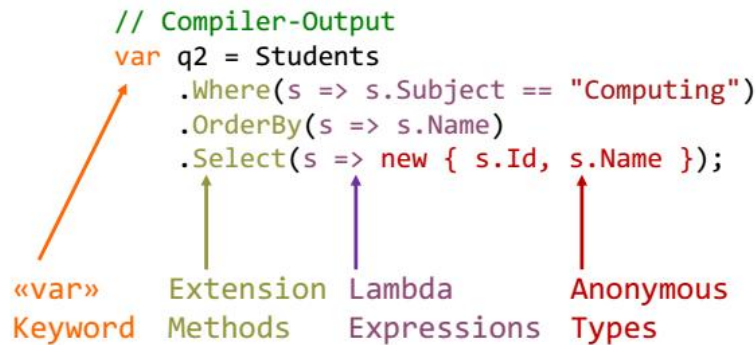 // Compiler-Output
var q2 = Students
.Where(s => s.Subject == "Computing")
.OrderBy(s => s.Name)
.Select(s => new { s.Id, s.Name });
«var» Extension Lambda Anonymous
Keyword Methods Expressions Types